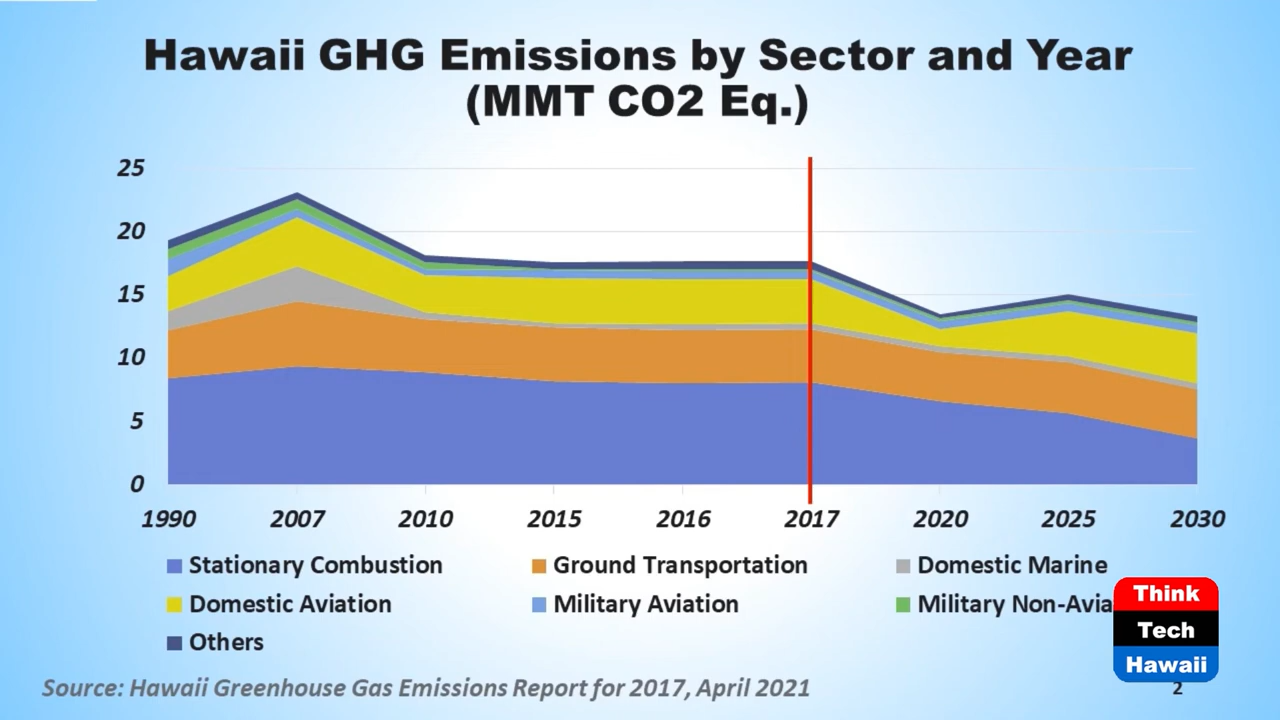 Hawaii GHG Emissions by Sector and Year
(MMT CO2 Eq.)
25
20
15
10
5
0
1990 2007 2010 2015 2016 2017 2020 2025 2030
Stationary Combustion Ground Transportation Domestic Marine
Domestic Aviation Military Aviation Military Non-Avia
Others
Think
Tech
Hawaii
Source: Hawaii Greenhouse Gas Emissions Report for 2017, April 2021
2